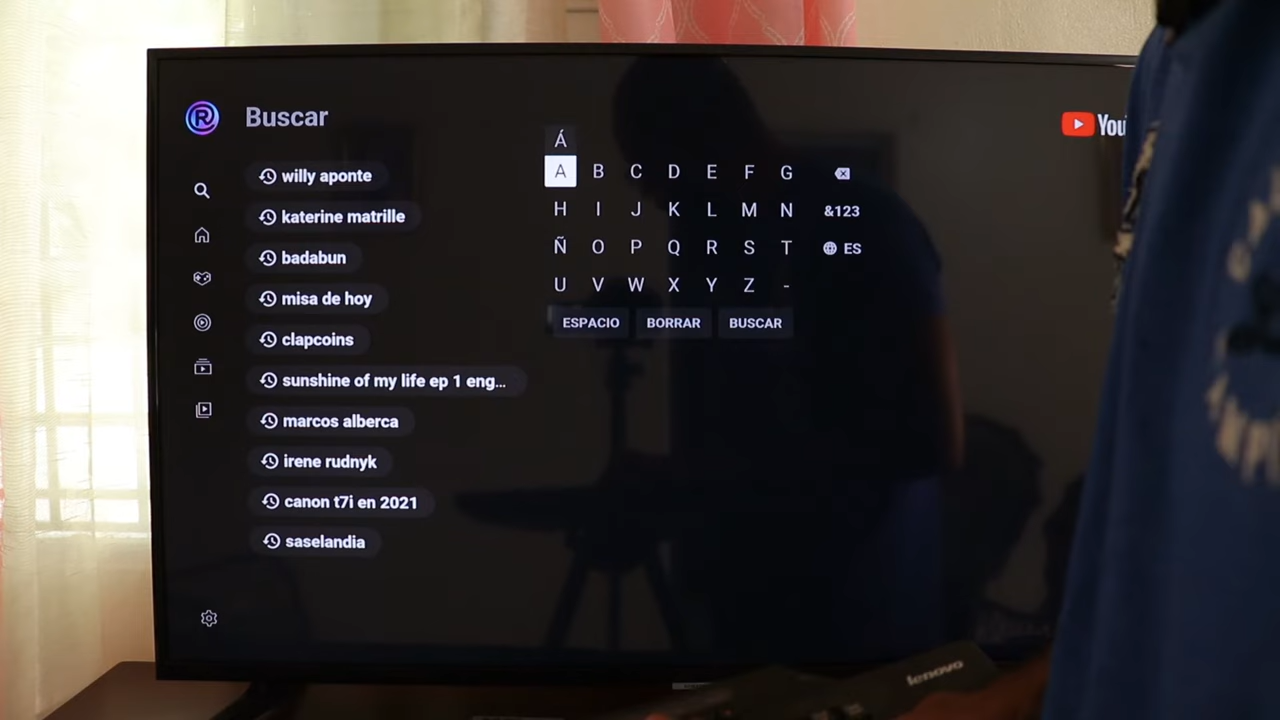 Buscar
You
willy aponte
katerine matrille
badabun
misa de hoy
clapcoins
sunshine of my life ep 1 eng...
marcos alberca
irene rudnyk
canon t7i en 2021
saselandia
Á
A B C D E F G
H I J K L M N &123
Ñ O P Q R S T ES
U V W X Y Z -
ESPACIO BORRAR BUSCAR
lenovo